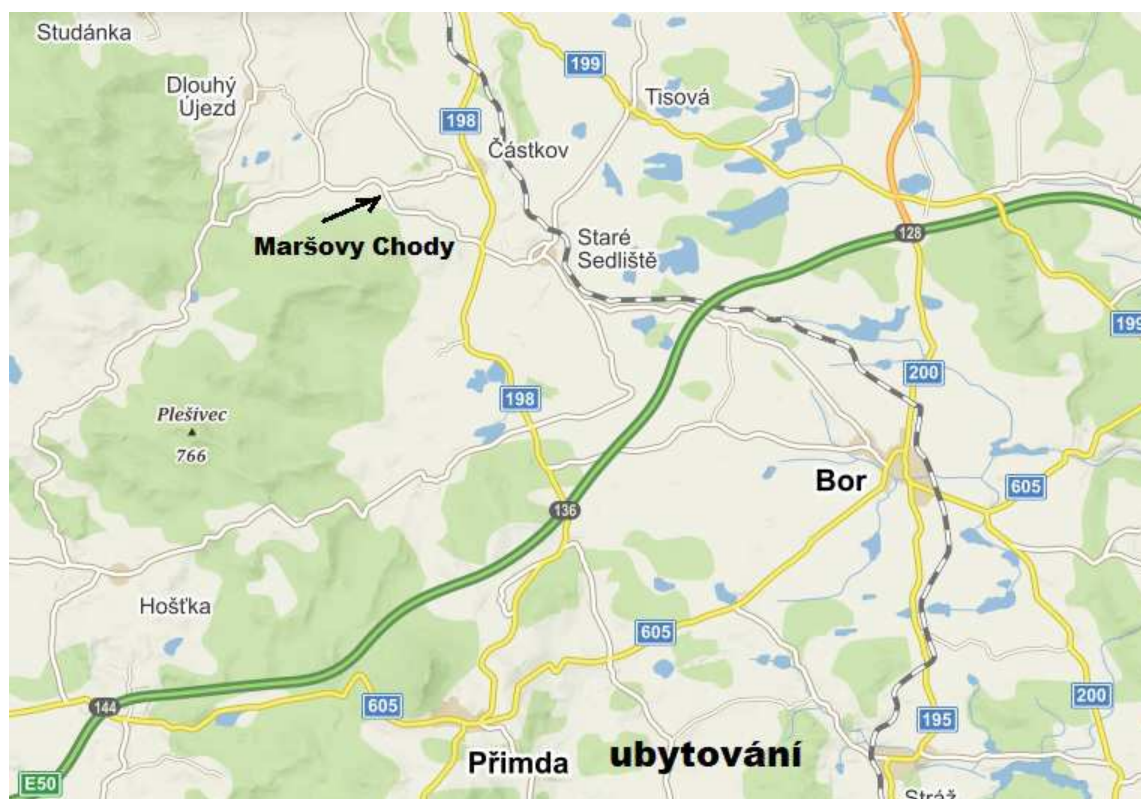 Studánka
199
Dlouhý
Újezd
Tisová
198
Částkov
Maršovy Chody
Staré
Sedliště
128
199
200
198
Plešivec
766
Bor
605
136
Hošťka
605
144
605
200
195
Přimda
ubytování
E50
Stráž